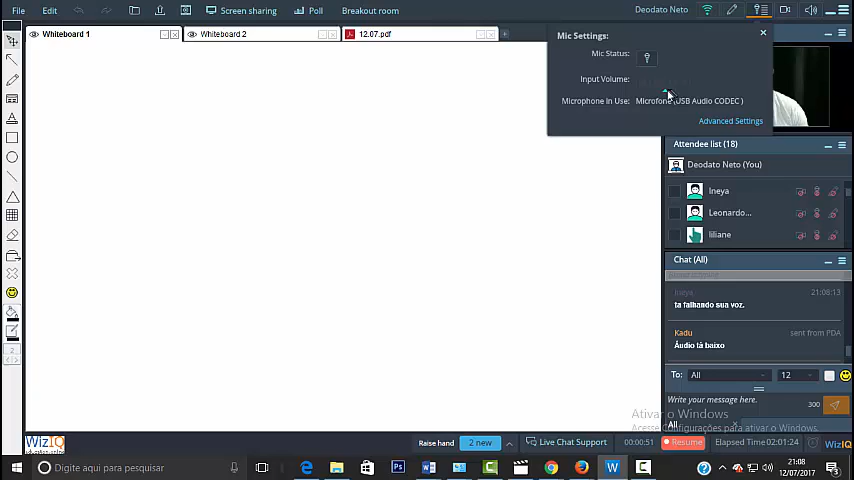 File Edit Screen sharing Poll Breakout room Deodato Neto
Whiteboard 1 Whiteboard 2 12.07.pdf
Mic Settings:
Mic Status:
Input Volume:
Microphone In Use: Microfone (USB Audio CODEC )
Advanced Settings
Attendee list (18)
Deodato Neto (You)
Ineya
Leonardo...
liliane
Chat (All)
Ineya 21:08:13
ta falhando sua voz.
Kadu sent from PDA
Áudio tá baixo
To: All 12
Write your message here. 300
Ativar o Windows
Acesse Configurações para ativar o Windows.
All
WizIQ
Raise hand 2 new Live Chat Support 00:00:51 Resume Elapsed Time 02:01:24
Digite aqui para pesquisar
21:08
12/07/2017